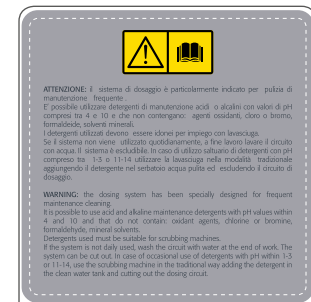 ATTENZIONE: il sistema di dosaggio è particolarmente indicato per pulizia di
manutenzione frequente .
E' possibile utilizzare detergenti di manutenzione acidi o alcalini con valori di pH
compresi tra 4 e 10 e che non contengano: agenti ossidanti, cloro o bromo,
formaldeide, solventi minerali.
I detergenti utilizzati devono essere idonei per impiego con lavasciuga.
Se il sistema non viene utilizzato quotidianamente, a fine lavoro lavare il circuito
con acqua. Il sistema è escludibile. In caso di utilizzo saltuario di detergenti con pH
compreso tra 1-3 o 11-14 utilizzare la lavasciuga nella modalità tradizionale
aggiungendo il detergente nel serbatoio acqua pulita ed escludendo il circuito di
dosaggio.
WARNING: the dosing system has been specially designed for frequent
maintenance cleaning.
It is possible to use acid and alkaline maintenance detergents with pH values within
4 and 10 and that do not contain: oxidant agents, chlorine or bromine,
formaldehyde, mineral solvents.
Detergents used must be suitable for scrubbing machines.
If the system is not daily used, wash the circuit with water at the end of work. The
system can be cut out. In case of occasional use of detergents with pH within 1-3
or 11-14, use the scrubbing machine in the traditional way adding the detergent in
the clean water tank and cutting out the dosing circuit.